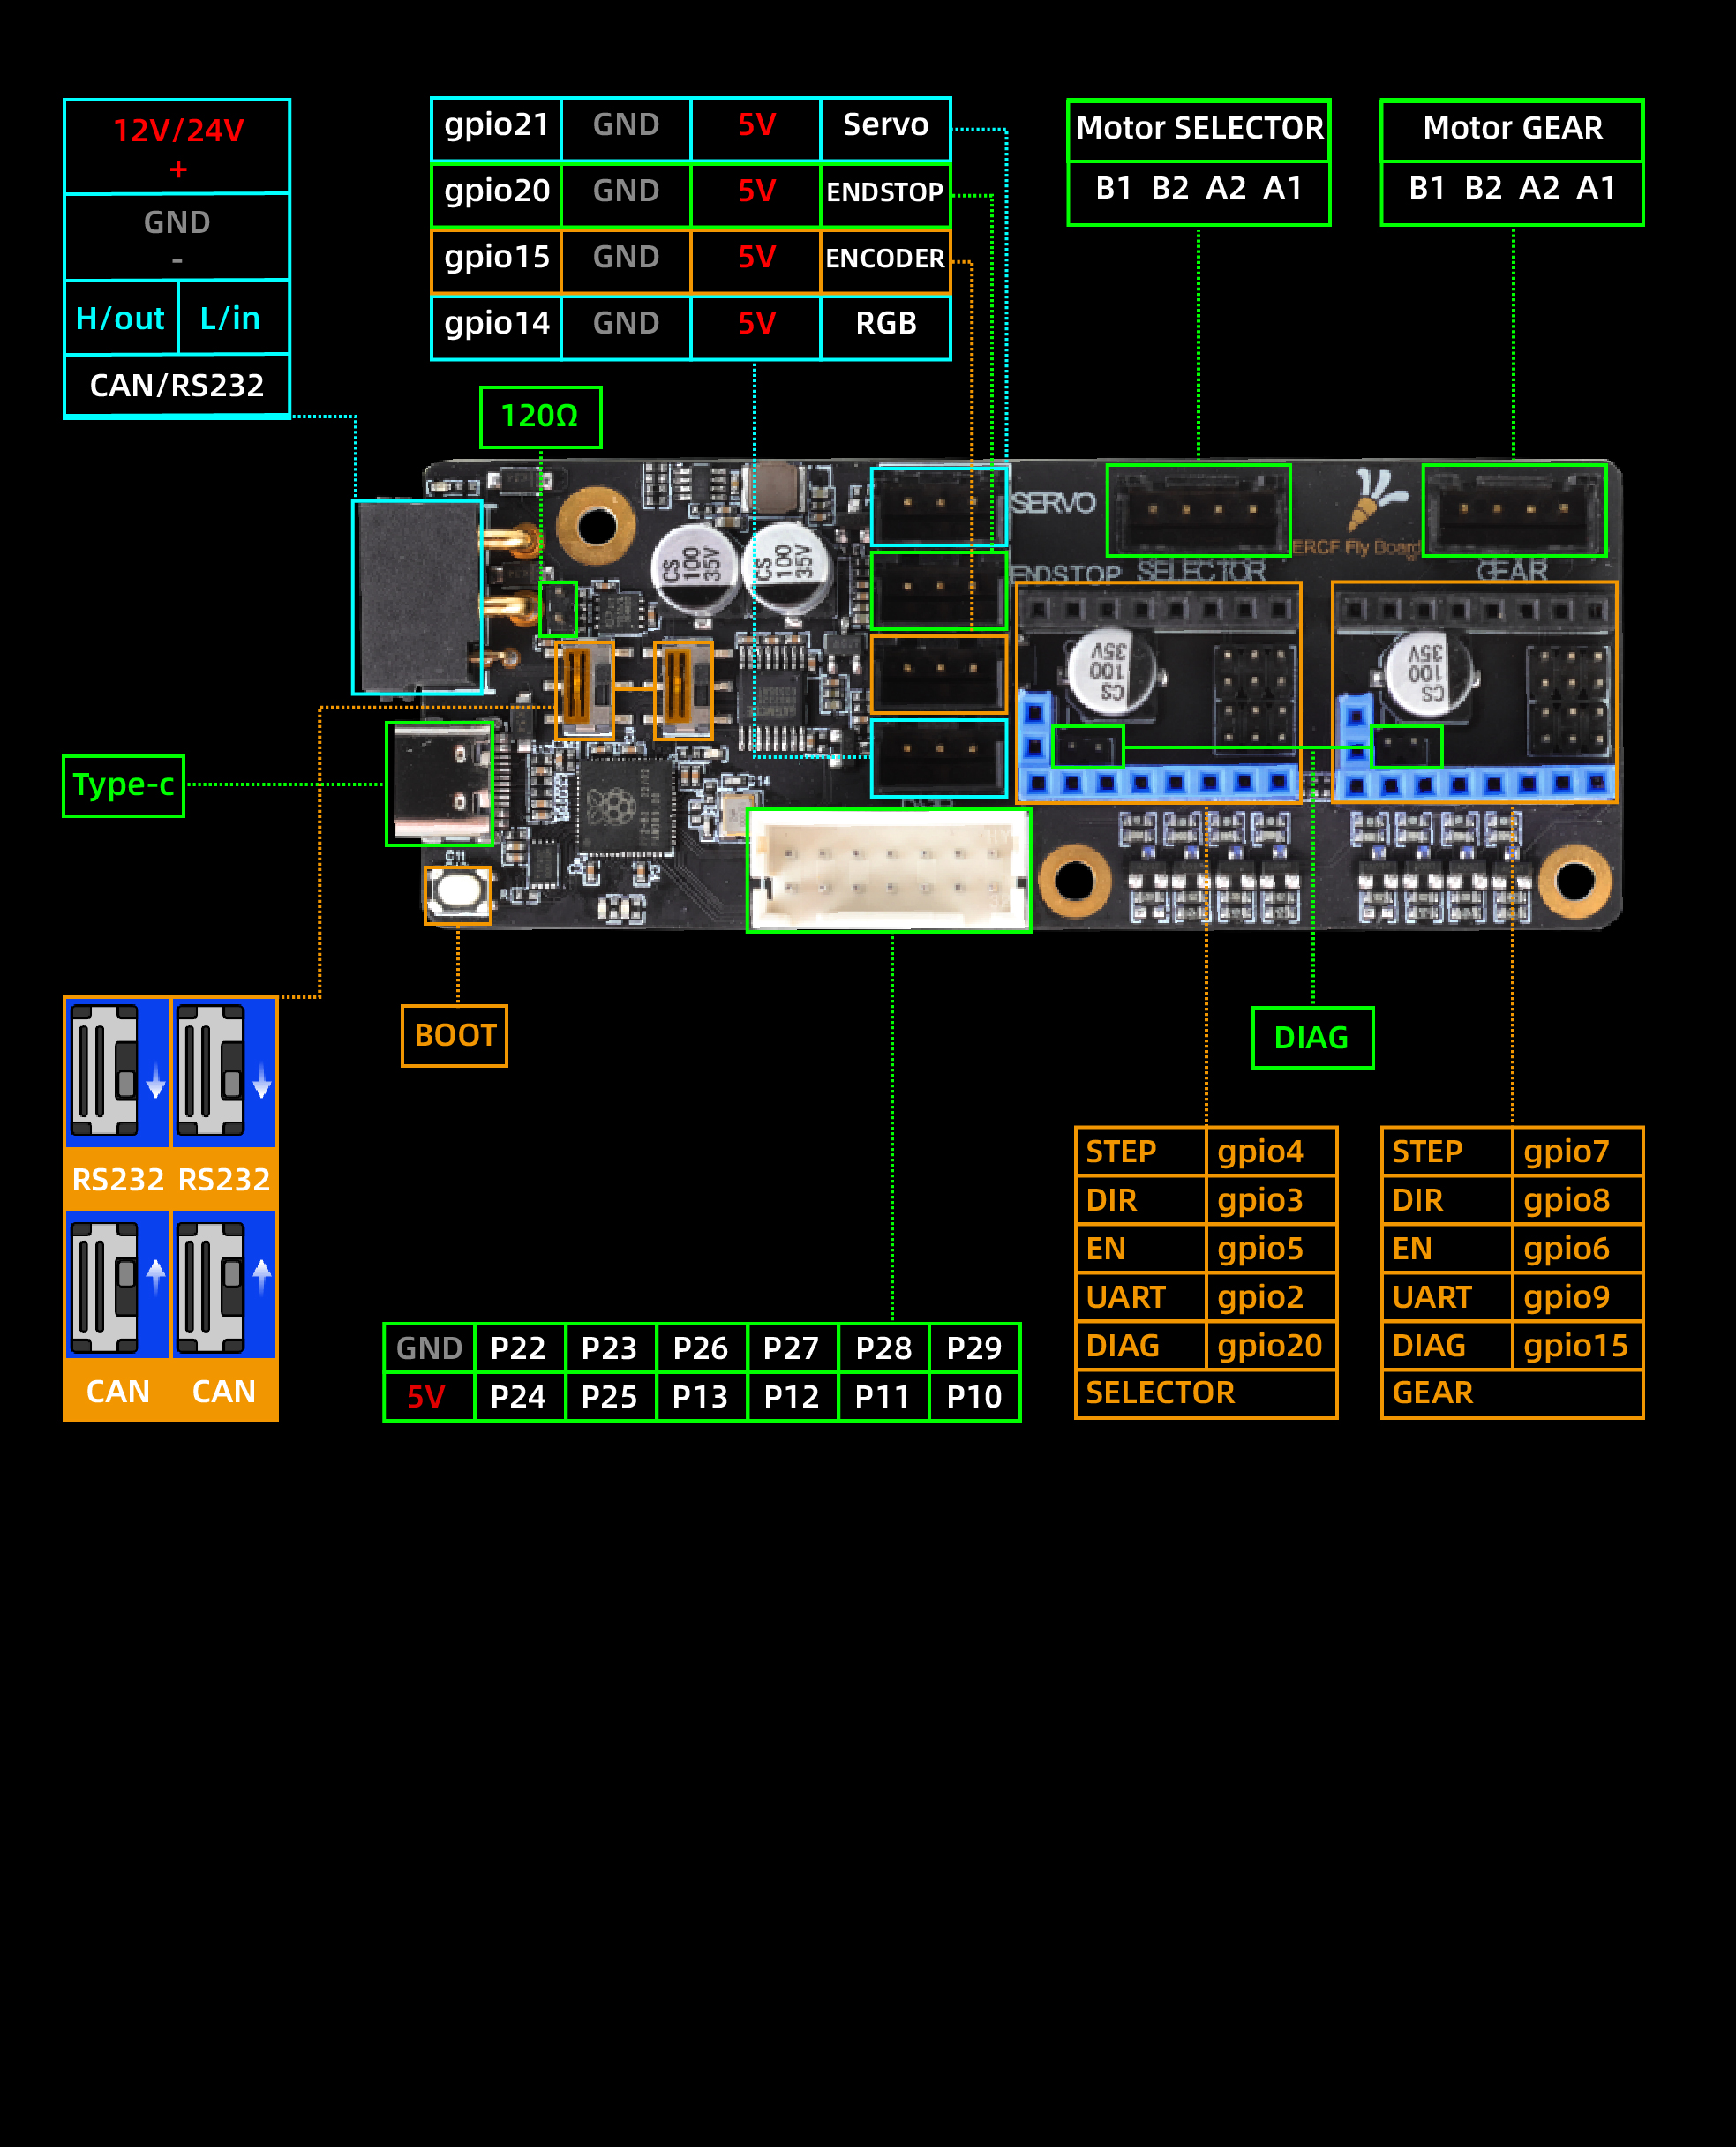 12V/24V
+
GND
-
H/out L/in
CAN/RS232
gpio21 GND 5V Servo
gpio20 GND 5V ENDSTOP
gpio15 GND 5V ENCODER
gpio14 GND 5V RGB
Motor SELECTOR
B1 B2 A2 A1
Motor GEAR
B1 B2 A2 A1
120Ω
SERVO
ERCF Fly Board
ENDSTOP
SELECTOR
GEAR
CS
100
35V
CS
100
35V
CS
100
35V
CS
100
35V
RGB
C11
Type-c
BOOT
DIAG
RS232 RS232
CAN CAN
GND P22 P23 P26 P27 P28 P29
5V P24 P25 P13 P12 P11 P10
STEP gpio4
DIR gpio3
EN gpio5
UART gpio2
DIAG gpio20
SELECTOR
STEP gpio7
DIR gpio8
EN gpio6
UART gpio9
DIAG gpio15
GEAR